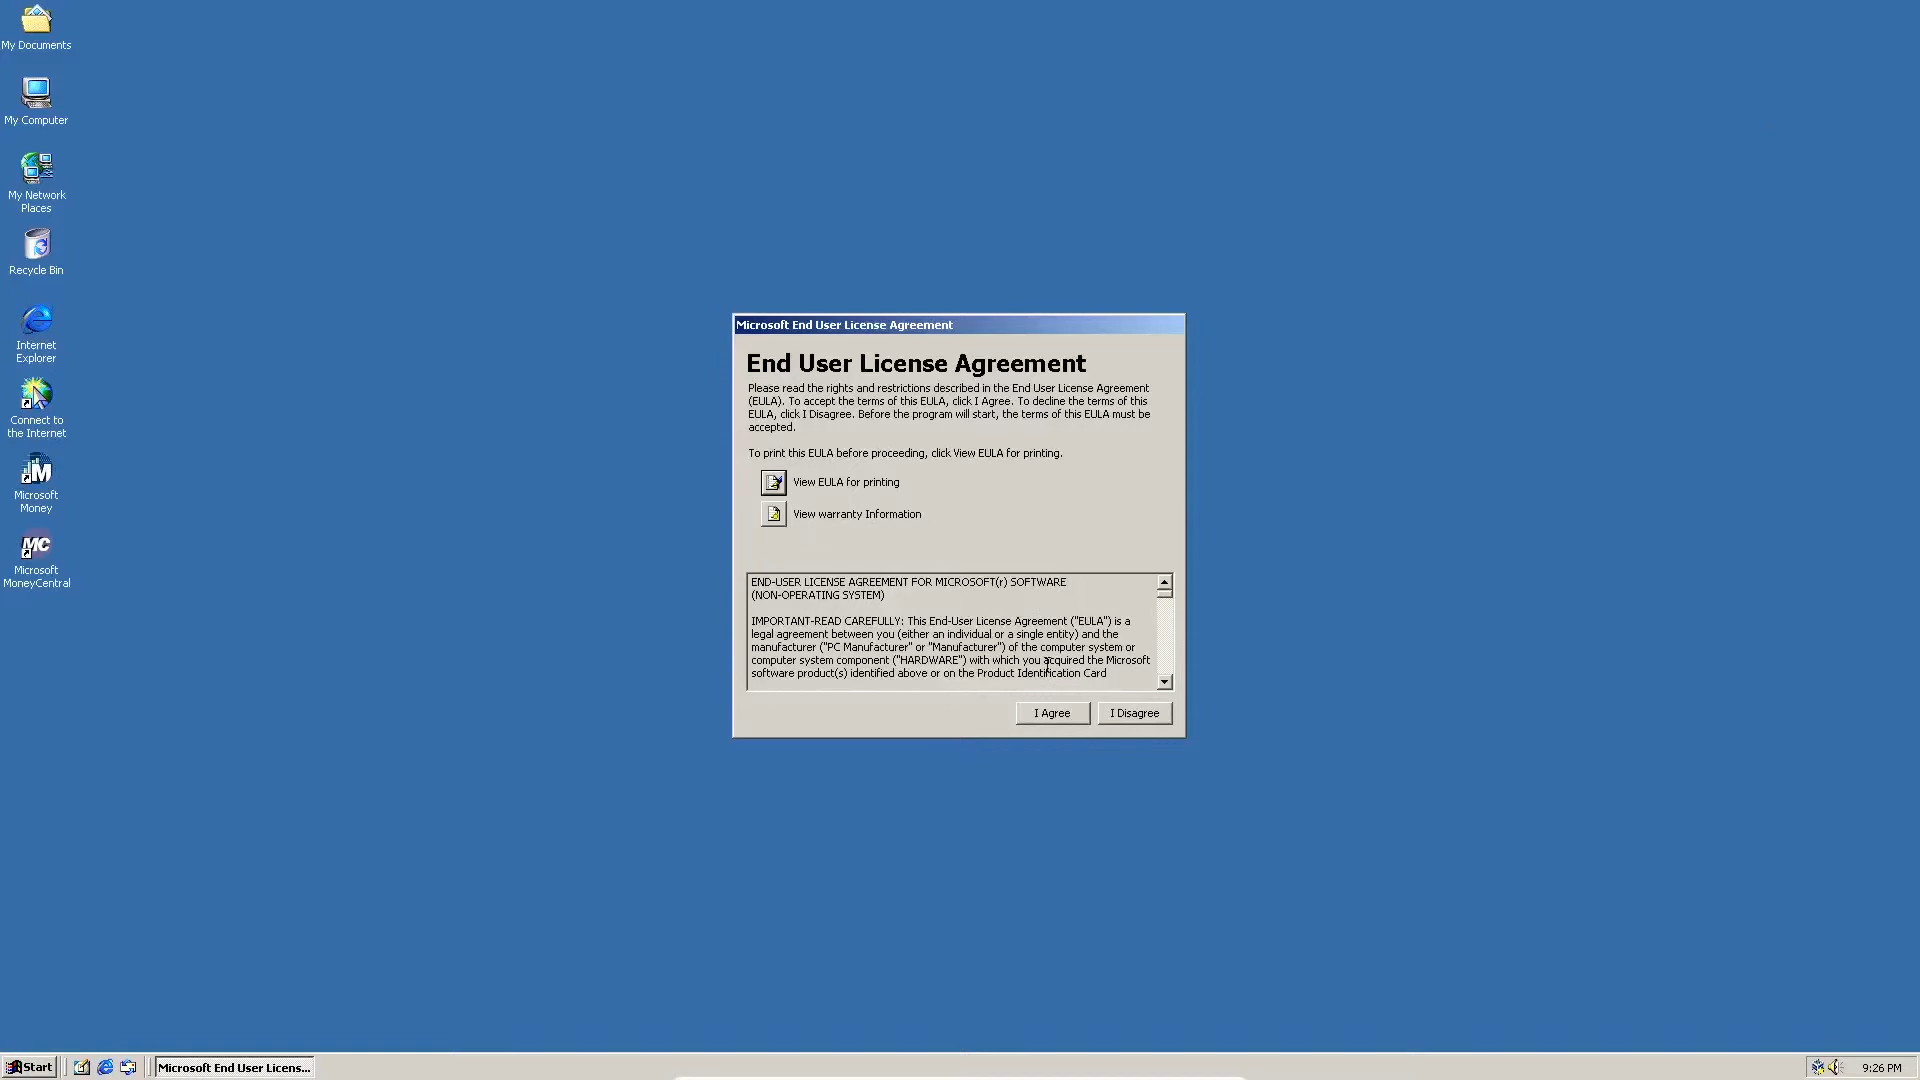 My Documents
My Computer
My Network
Places
Recycle Bin
Internet
Explorer
Connect to
the Internet
Microsoft
Money
MC
Microsoft
MoneyCentral
Microsoft End User License Agreement
End User License Agreement
Please read the rights and restrictions described in the End User License Agreement
(EULA). To accept the terms of this EULA, click I Agree. To decline the terms of this
EULA, click I Disagree. Before the program will start, the terms of this EULA must be
accepted.
To print this EULA before proceeding, click View EULA for printing.
View EULA for printing
View warranty Information
END-USER LICENSE AGREEMENT FOR MICROSOFT(r) SOFTWARE
(NON-OPERATING SYSTEM)
IMPORTANT-READ CAREFULLY: This End-User License Agreement ("EULA") is a
legal agreement between you (either an individual or a single entity) and the
manufacturer ("PC Manufacturer" or "Manufacturer") of the computer system or
computer system component ("HARDWARE") with which you acquired the Microsoft
software product(s) identified above or on the Product Identification Card
I Agree
I Disagree
Start
Microsoft End User Licens...
9:26 PM